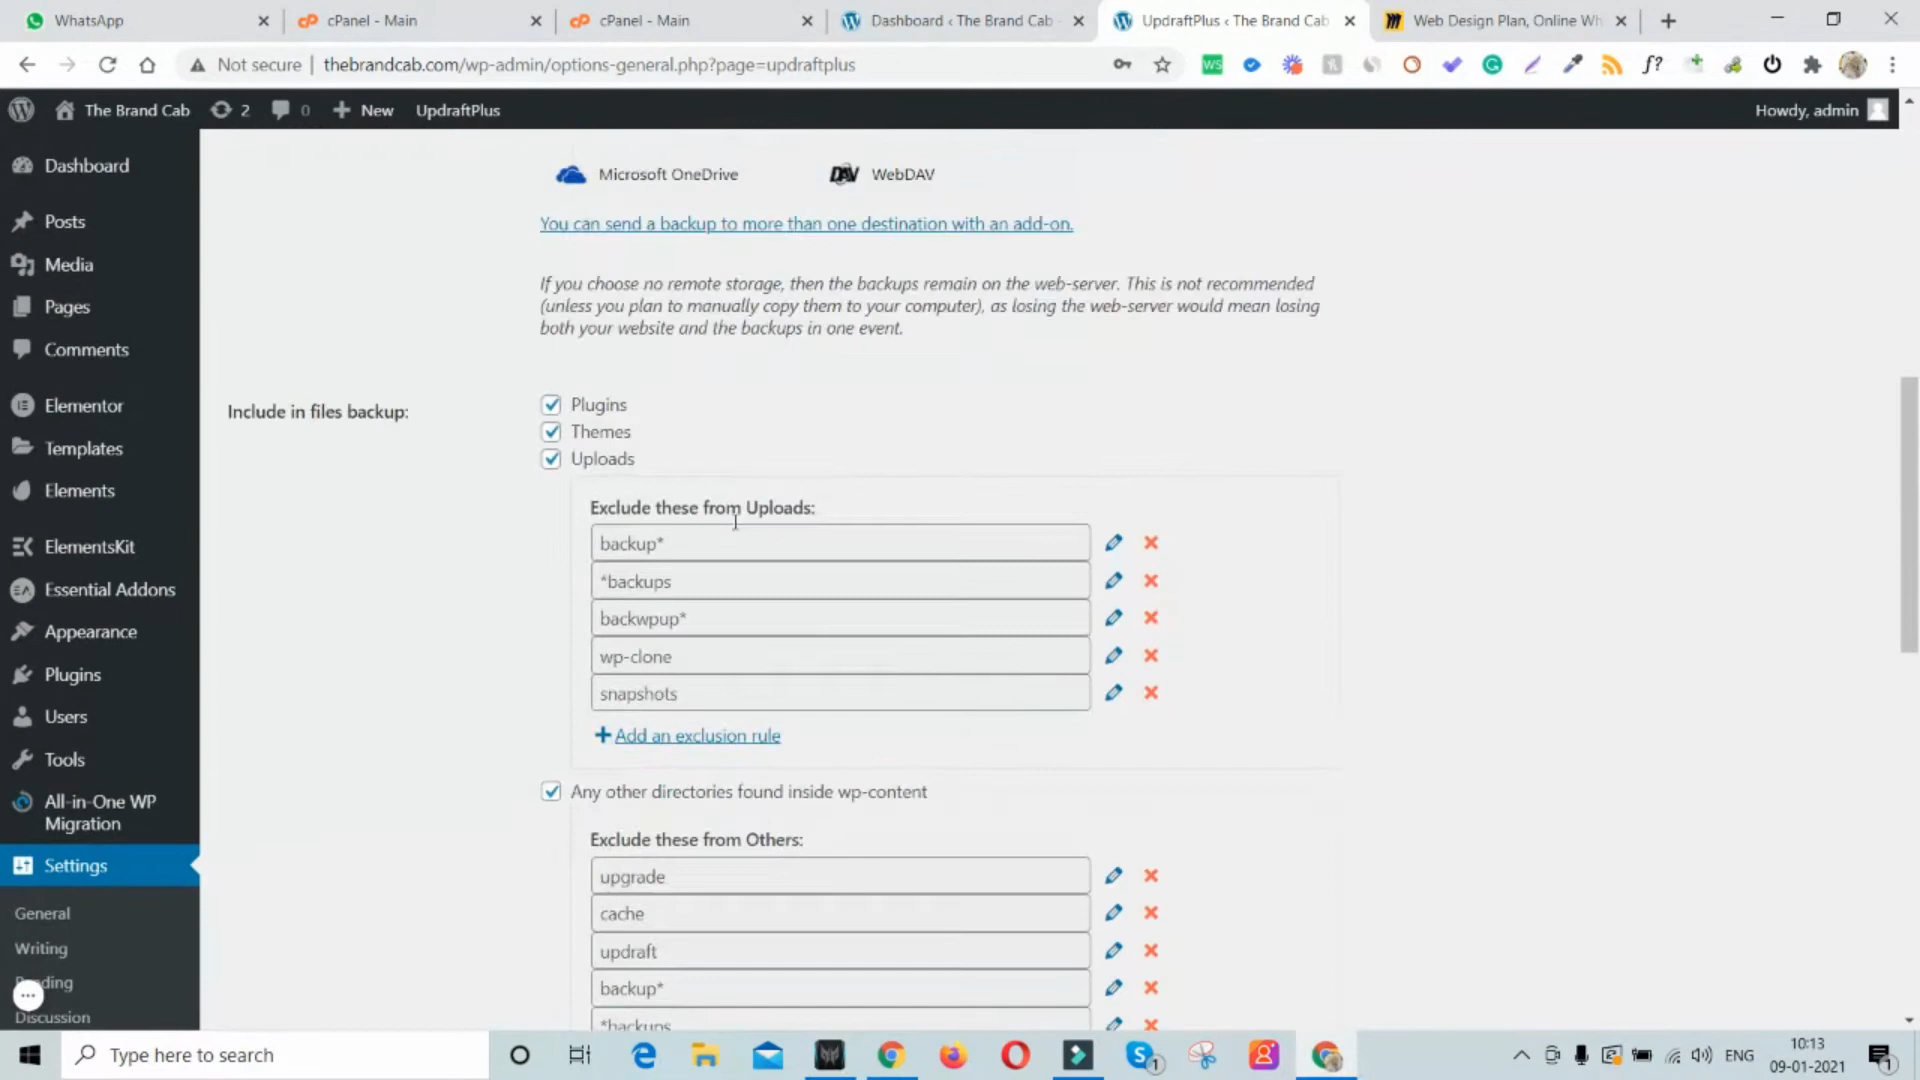 WhatsApp
cPanel - Main
cPanel - Main
Dashboard ‹ The Brand Cab
UpdraftPlus ‹ The Brand Cab
Web Design Plan, Online Wh
Not secure | thebrandcab.com/wp-admin/options-general.php?page=updraftplus
The Brand Cab 2 0 New UpdraftPlus
Howdy, admin
Dashboard
Posts
Media
Pages
Comments
Elementor
Templates
Elements
ElementsKit
Essential Addons
Appearance
Plugins
Users
Tools
All-in-One WP
Migration
Settings
General
Writing
Discussion
Microsoft OneDrive
WebDAV
You can send a backup to more than one destination with an add-on.
If you choose no remote storage, then the backups remain on the web-server. This is not recommended
(unless you plan to manually copy them to your computer), as losing the web-server would mean losing
both your website and the backups in one event.
Include in files backup:
Plugins
Themes
Uploads
Exclude these from Uploads:
backup*
*backups
backwpup*
wp-clone
snapshots
Add an exclusion rule
Any other directories found inside wp-content
Exclude these from Others:
upgrade
cache
updraft
backup*
*backups
Type here to search
ENG
10:13
09-01-2021